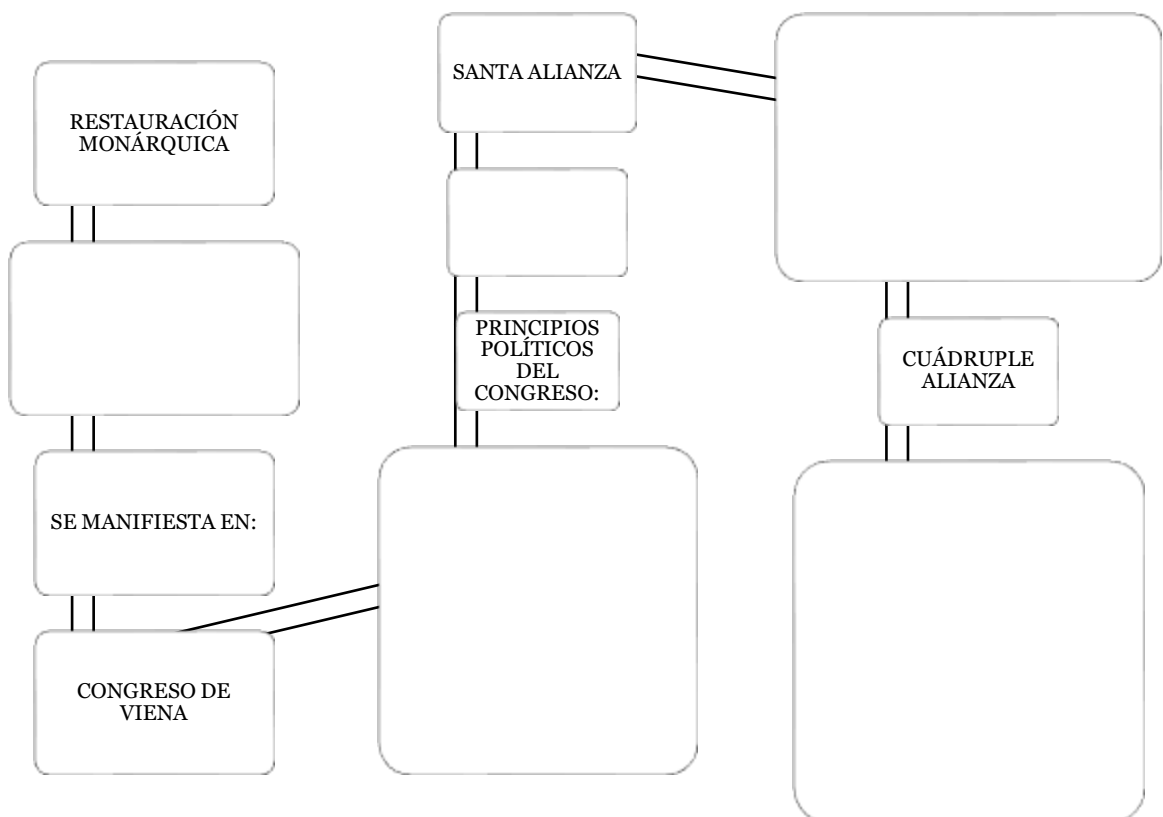 RESTAURACIÓN
MONÁRQUICA
SE MANIFIESTA EN:
CONGRESO DE
VIENA
SANTA ALIANZA
PRINCIPIOS
POLÍTICOS
DEL
CONGRESO:
CUÁDRUPLE
ALIANZA